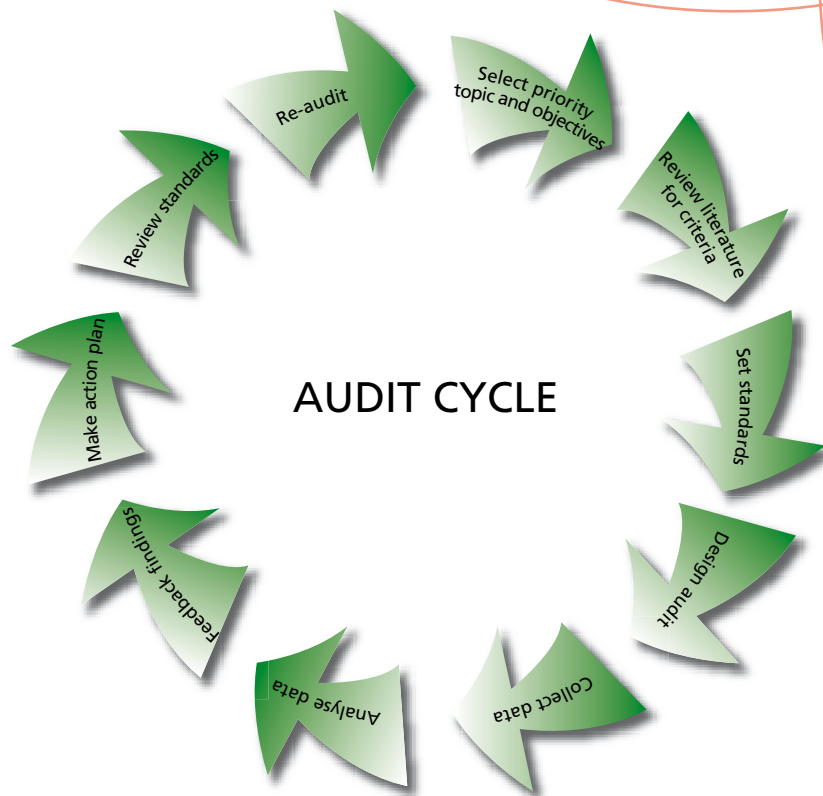 Select priority
topic and objectives
Review literature
for criteria
Set standards
Design audit
Collect data
Analyse data
Feedback findings
Make action plan
Review standards
Re-audit
AUDIT CYCLE